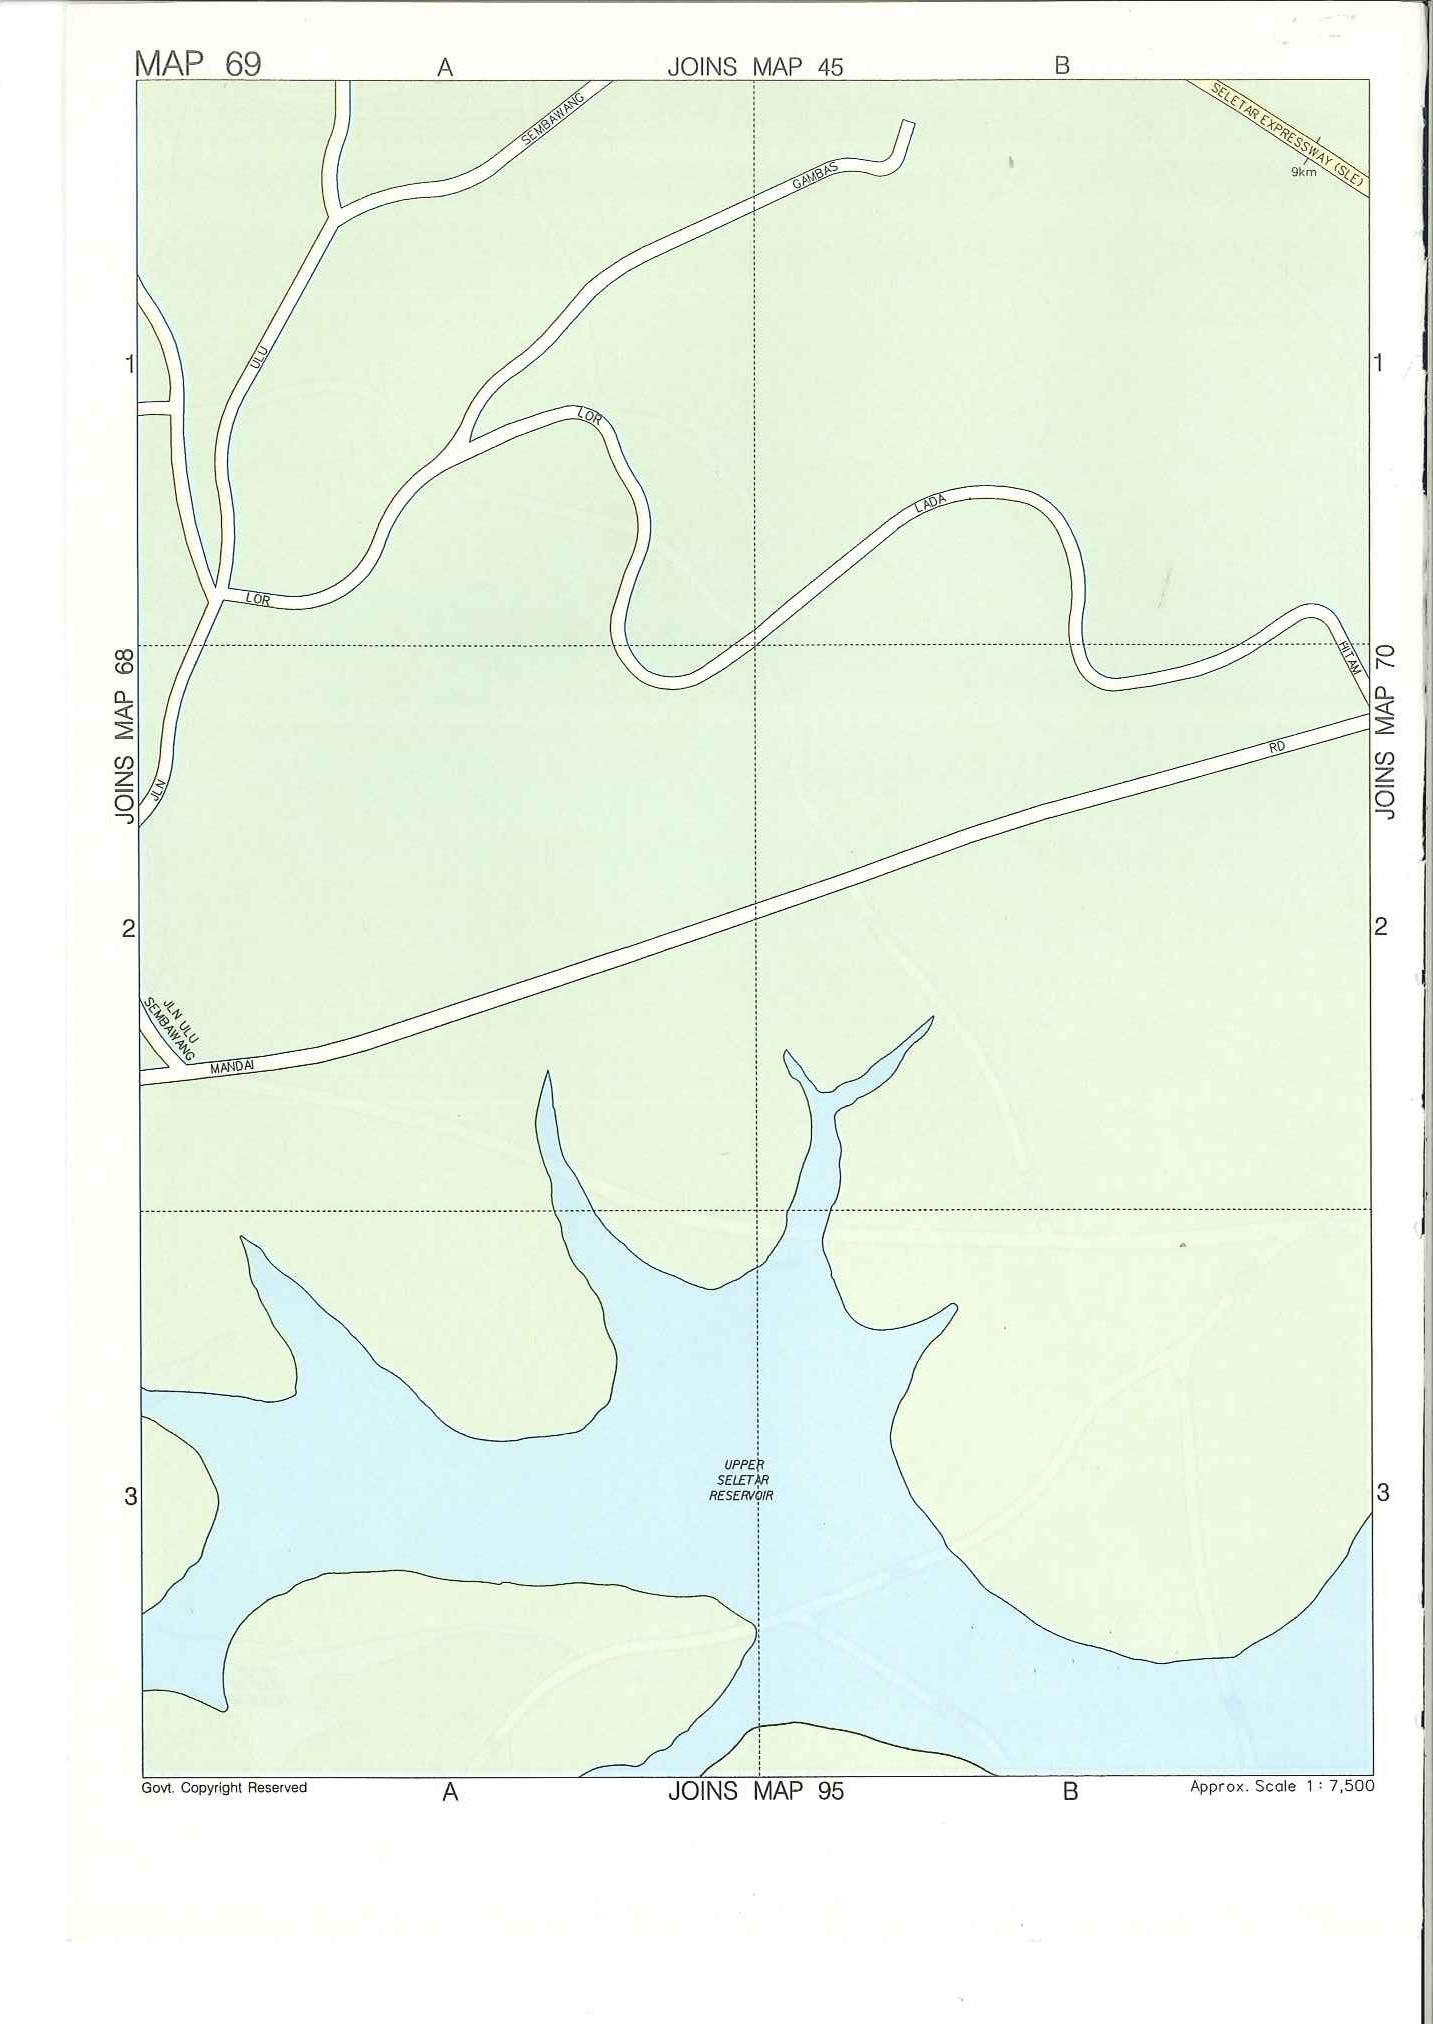 MAP 69
A
JOINS MAP 45
B
SELETAR EXPRESSWAY (SLE)
9km
SEMBAWANG
GAMBAS
1
1
ULU
LOR
LADA
LOR
HITAM
JOINS MAP 68
JOINS MAP 70
RD
JLN
2
2
JLN ULU
SEMBAWANG
MANDAI
UPPER
SELETAR
RESERVOIR
3
3
Govt. Copyright Reserved
A
JOINS MAP 95
B
Approx. Scale 1 : 7,500